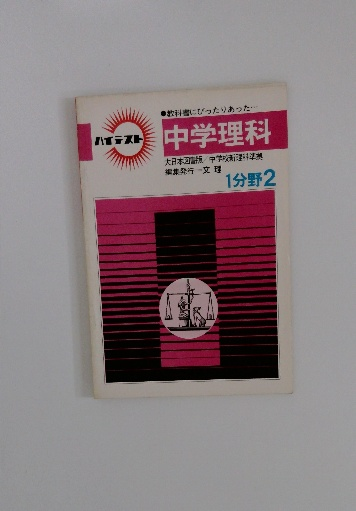 ●教科書にぴったりあった…
ハイテスト
中学理科
大日本図書版/中学校新理科準拠
編集発行―文理
1分野2